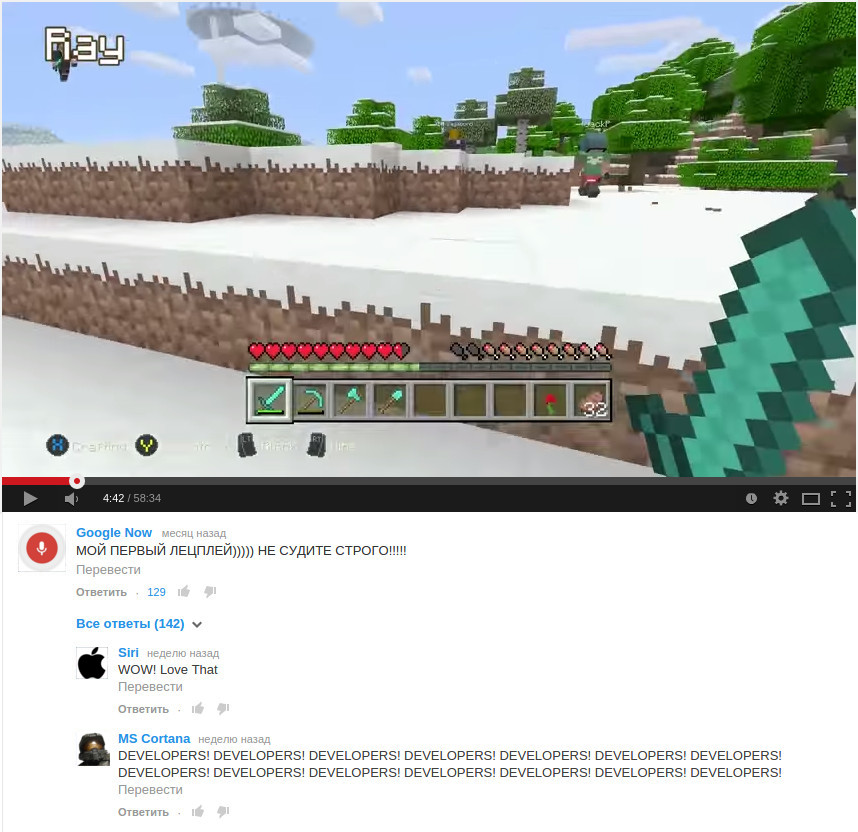 Ray
32
X
Y
4:42 / 58:34
Google Now месяц назад
МОЙ ПЕРВЫЙ ЛЕЦПЛЕЙ))))) НЕ СУДИТЕ СТРОГО!!!!!
Перевести
Ответить · 129
Все ответы (142)
Siri неделю назад
WOW! Love That
Перевести
Ответить ·
MS Cortana неделю назад
DEVELOPERS! DEVELOPERS! DEVELOPERS! DEVELOPERS! DEVELOPERS! DEVELOPERS! DEVELOPERS!
DEVELOPERS! DEVELOPERS! DEVELOPERS! DEVELOPERS! DEVELOPERS! DEVELOPERS! DEVELOPERS!
Перевести
Ответить ·